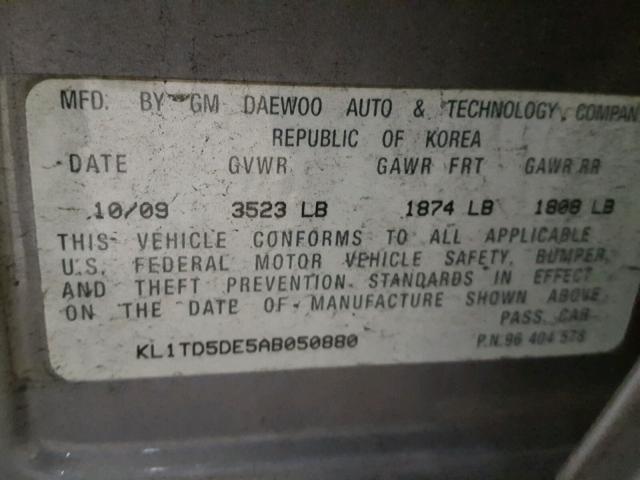 MFD. BY GM DAEWOO AUTO & TECHNOLOGY COMPAN
REPUBLIC OF KOREA
DATE GVWR GAWR FRT GAWR RR
10/09 3523 LB 1874 LB 1808 LB
THIS VEHICLE CONFORMS TO ALL APPLICABLE
U.S. FEDERAL MOTOR VEHICLE SAFETY, BUMPER,
AND THEFT PREVENTION STANDARDS IN EFFECT
ON THE DATE OF MANUFACTURE SHOWN ABOVE
PASS CAR
KL1TD5DE5AB050880 P.N.96 404 578